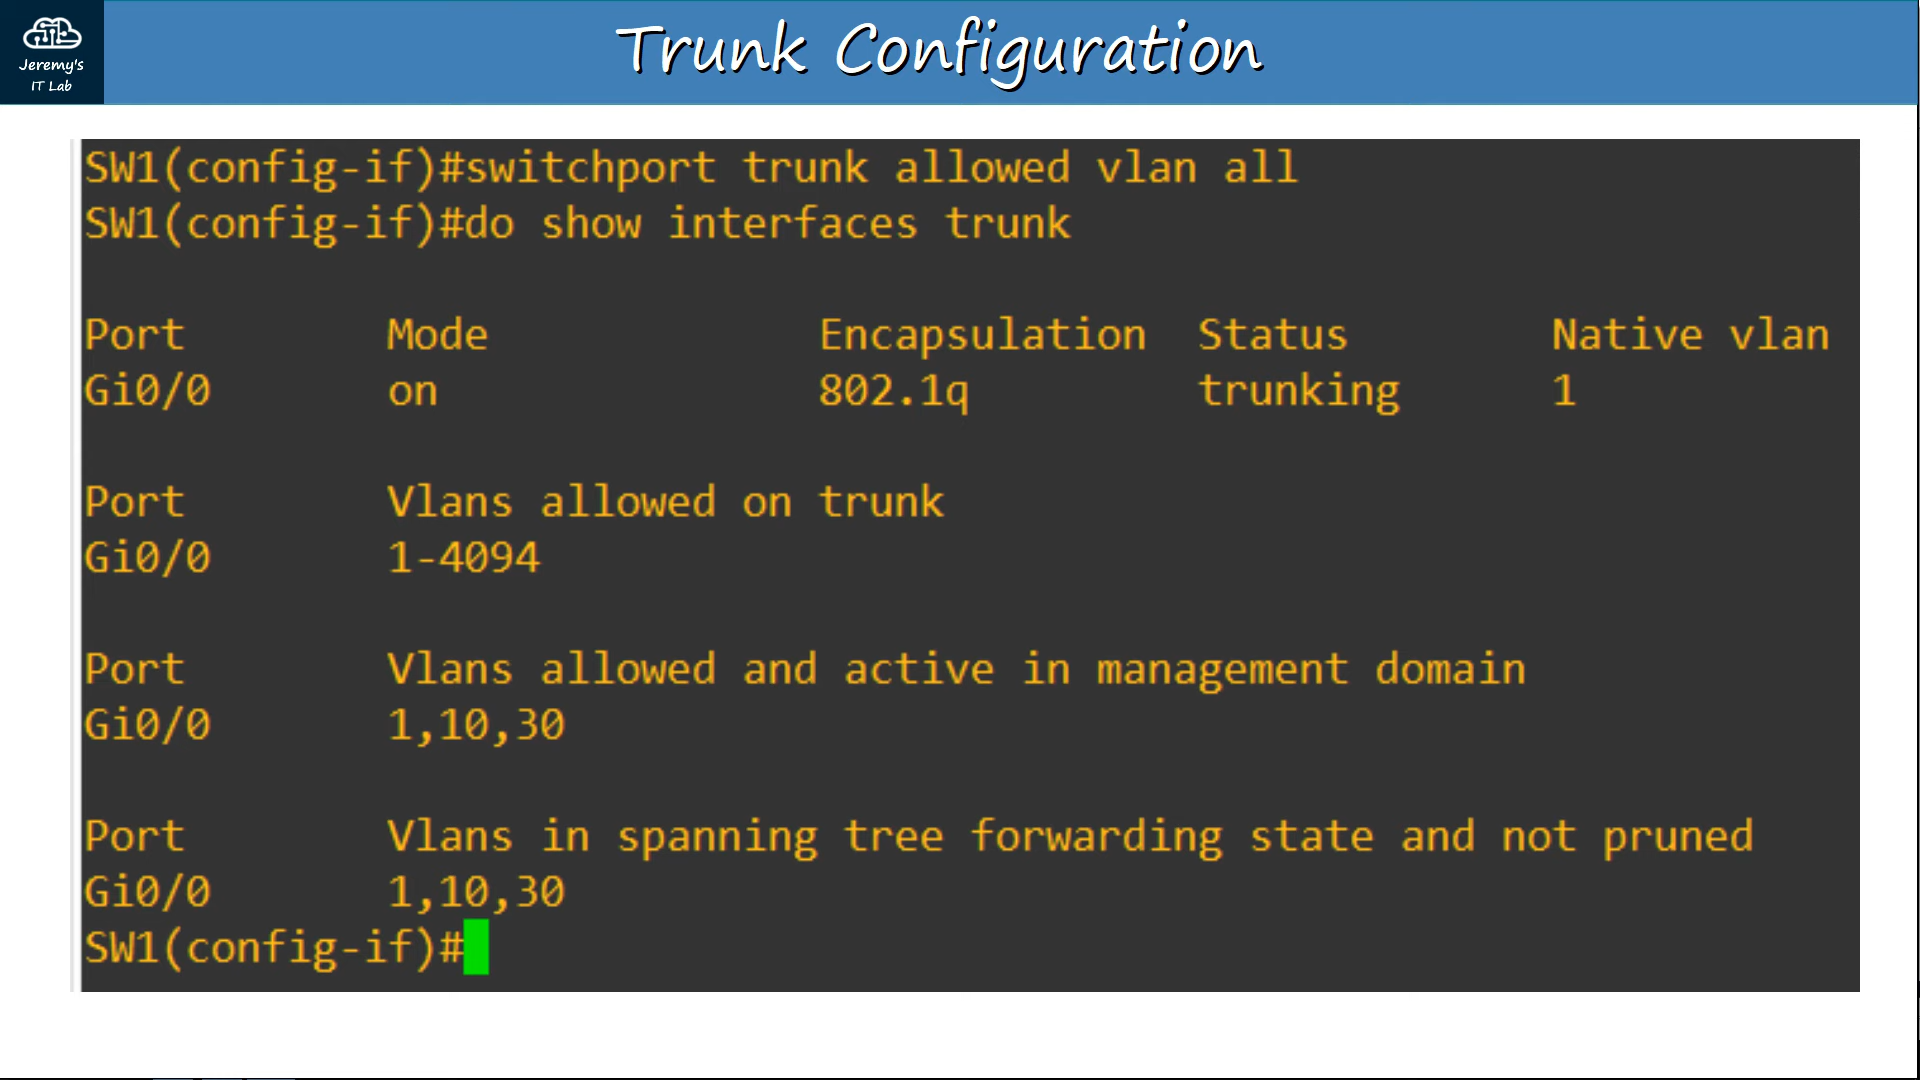 Jeremy's
IT Lab
Trunk Configuration
SW1(config-if)#switchport trunk allowed vlan all
SW1(config-if)#do show interfaces trunk
Port Mode Encapsulation Status Native vlan
Gi0/0 on 802.1q trunking 1
Port Vlans allowed on trunk
Gi0/0 1-4094
Port Vlans allowed and active in management domain
Gi0/0 1,10,30
Port Vlans in spanning tree forwarding state and not pruned
Gi0/0 1,10,30
SW1(config-if)#